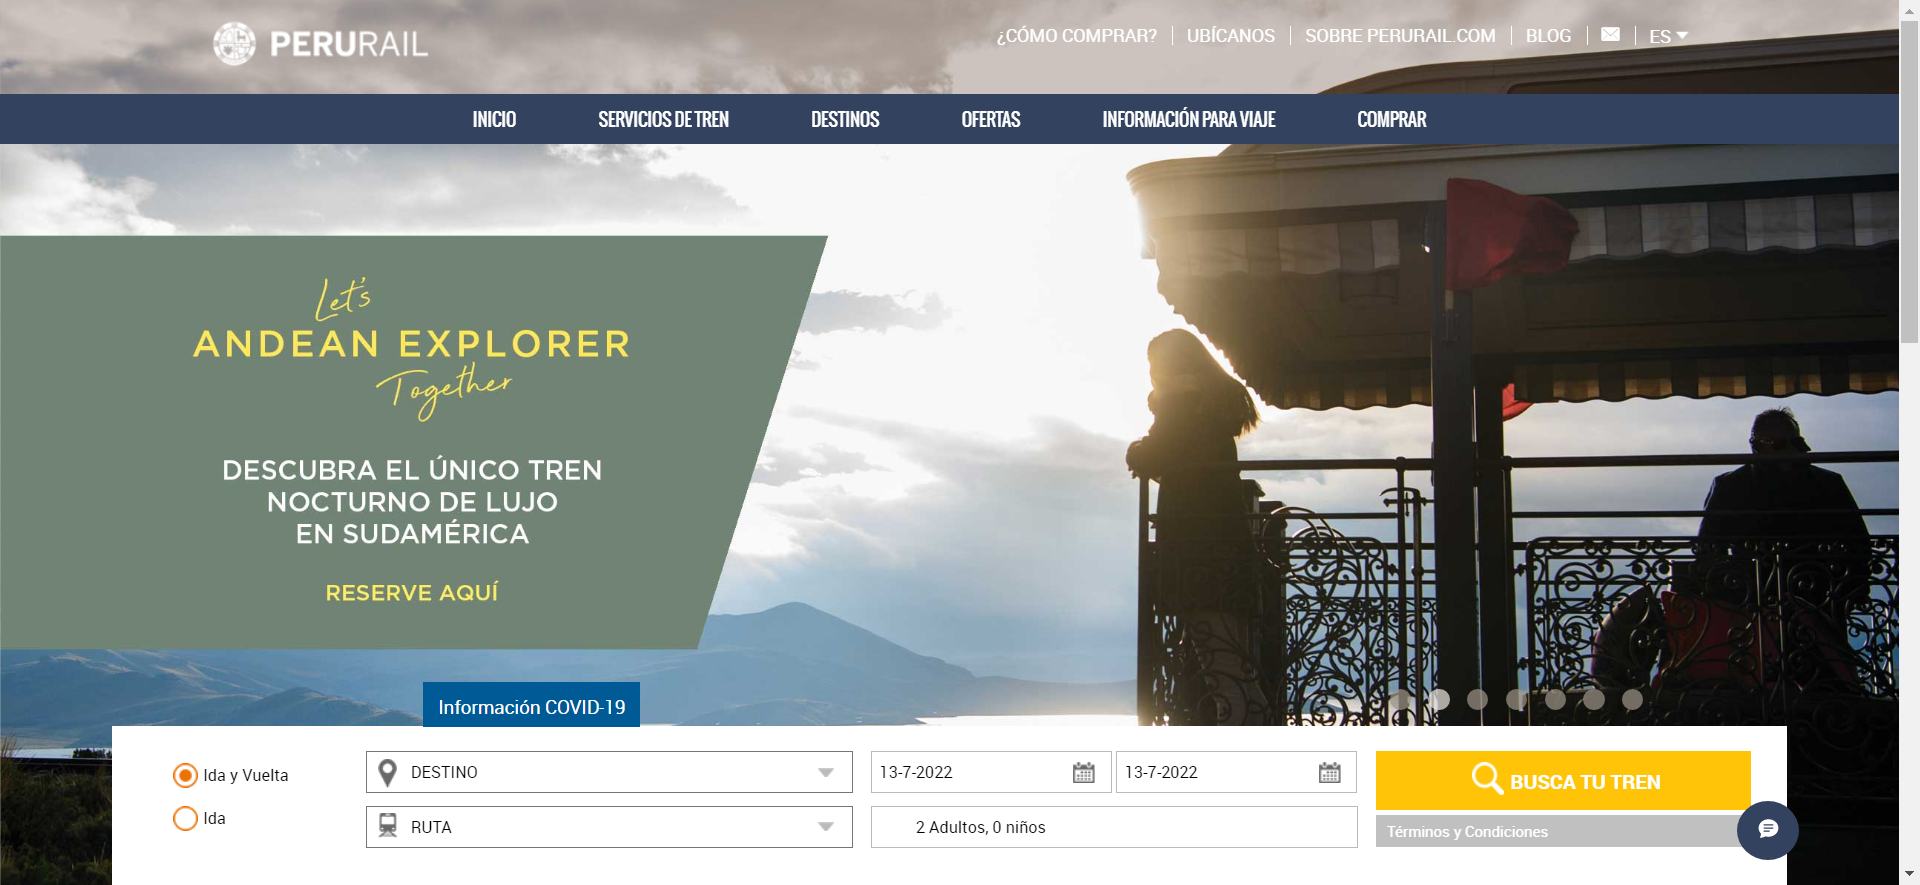 PERURAIL
¿CÓMO COMPRAR?
UBÍCANOS
SOBRE PERURAIL.COM
BLOG
ES
INICIO
SERVICIOS DE TREN
DESTINOS
OFERTAS
INFORMACIÓN PARA VIAJE
COMPRAR
Let's
ANDEAN EXPLORER
Together
DESCUBRA EL ÚNICO TREN
NOCTURNO DE LUJO
EN SUDAMÉRICA
RESERVE AQUÍ
Información COVID-19
Ida y Vuelta
Ida
DESTINO
RUTA
13-7-2022
13-7-2022
2 Adultos, 0 niños
BUSCA TU TREN
Términos y Condiciones